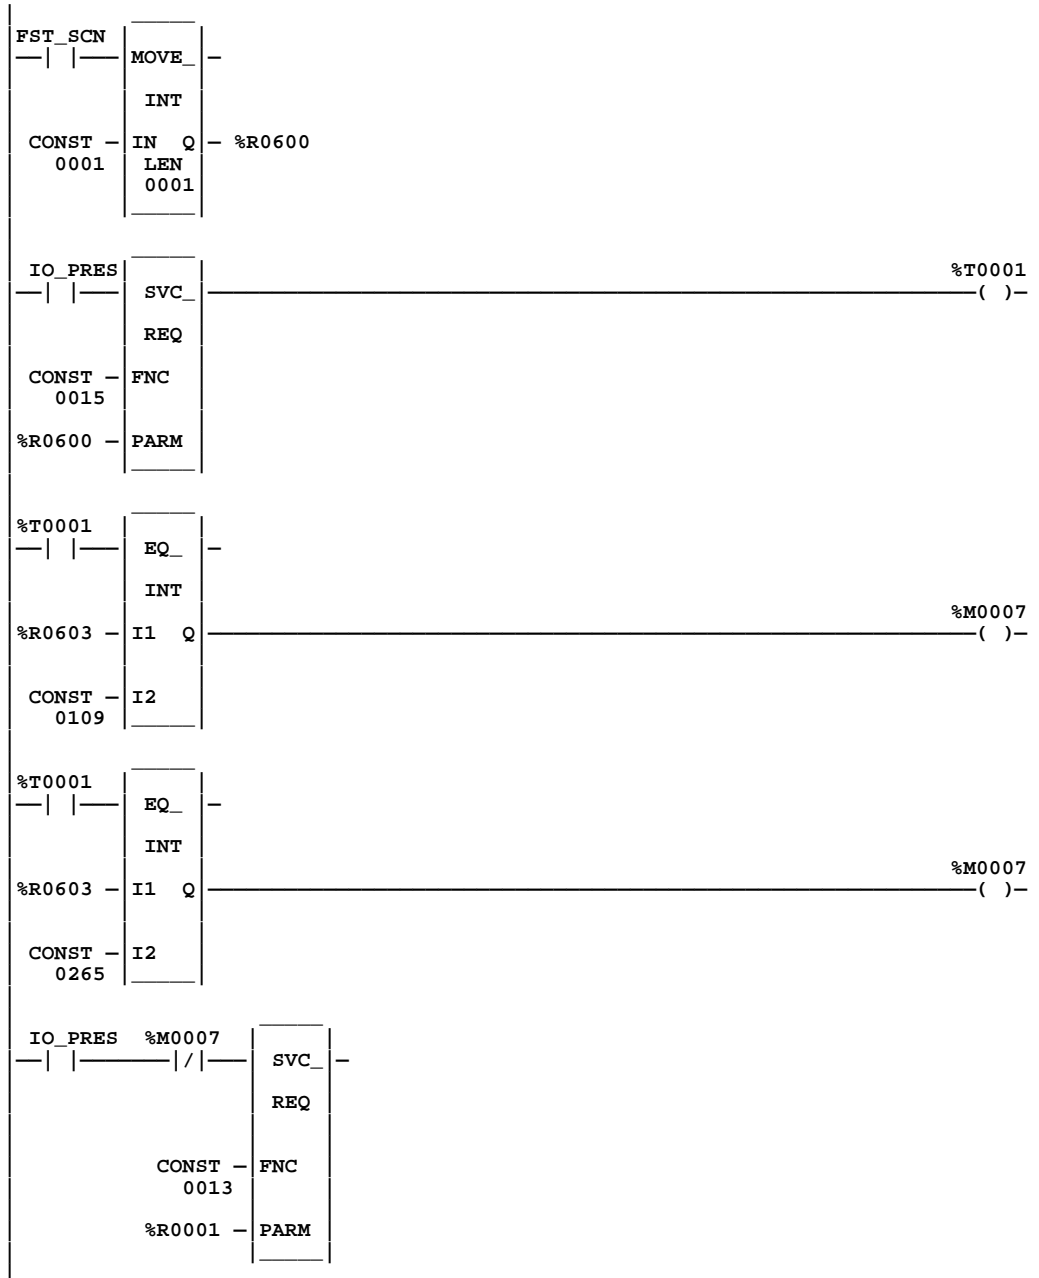 FST_SCN
MOVE_
INT
CONST IN Q %R0600
0001 LEN
0001
IO_PRES %T0001
SVC_ ( )
REQ
CONST FNC
0015
%R0600 PARM
%T0001
EQ_
INT
%M0007
%R0603 I1 Q ( )
CONST I2
0109
%T0001
EQ_
INT
%M0007
%R0603 I1 Q ( )
CONST I2
0265
IO_PRES %M0007
/ SVC_
REQ
CONST FNC
0013
%R0001 PARM